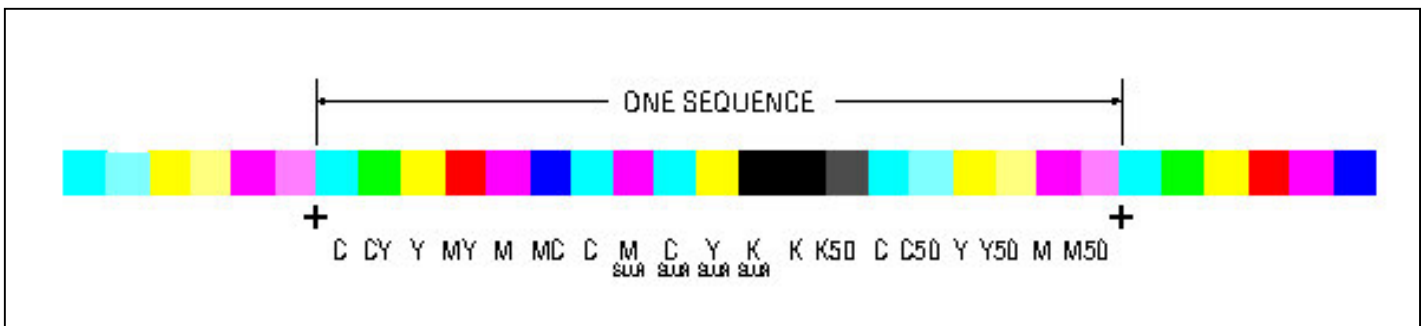 ONE SEQUENCE
C CY Y MY M MC C M C Y K K K50 C C50 Y Y50 M M50
SLUR SLUR SLUR SLUR